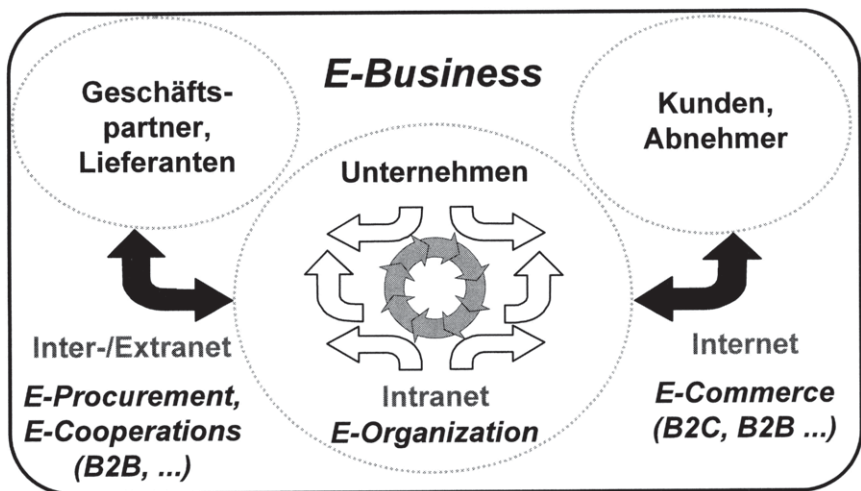 E-Business
Geschäfts-
partner,
Lieferanten
Kunden,
Abnehmer
Unternehmen
Inter-/Extranet
E-Procurement,
E-Cooperations
(B2B, ...)
Intranet
E-Organization
Internet
E-Commerce
(B2C, B2B ...)